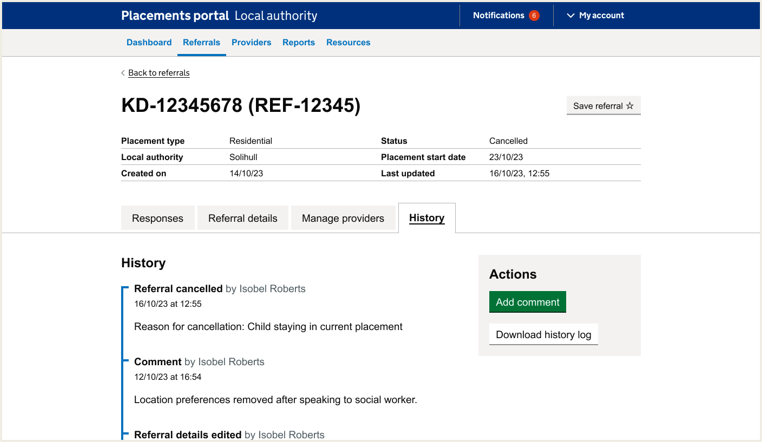 Placements portal Local authority
Notifications 6
My account
Dashboard Referrals Providers Reports Resources
Back to referrals
KD-12345678 (REF-12345)
Save referral ☆
Placement type Residential Status Cancelled
Local authority Solihull Placement start date 23/10/23
Created on 14/10/23 Last updated 16/10/23, 12:55
Responses Referral details Manage providers History
History
Referral cancelled by Isobel Roberts
16/10/23 at 12:55
Reason for cancellation: Child staying in current placement
Comment by Isobel Roberts
12/10/23 at 16:54
Location preferences removed after speaking to social worker.
Referral details edited by Isobel Roberts
Actions
Add comment
Download history log